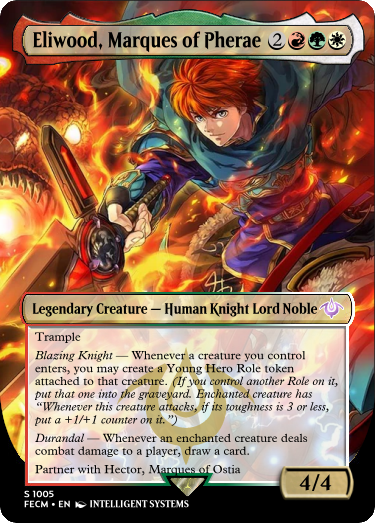 Eliwood, Marques of Pherae 2
Legendary Creature — Human Knight Lord Noble
Trample
Blazing Knight — Whenever a creature you control
enters, you may create a Young Hero Role token
attached to that creature. (If you control another Role on it,
put that one into the graveyard. Enchanted creature has
“Whenever this creature attacks, if its toughness is 3 or less,
put a +1/+1 counter on it.”)
Durandal — Whenever an enchanted creature deals
combat damage to a player, draw a card.
Partner with Hector, Marques of Ostia
4/4
S 1005
FECM • EN INTELLIGENT SYSTEMS